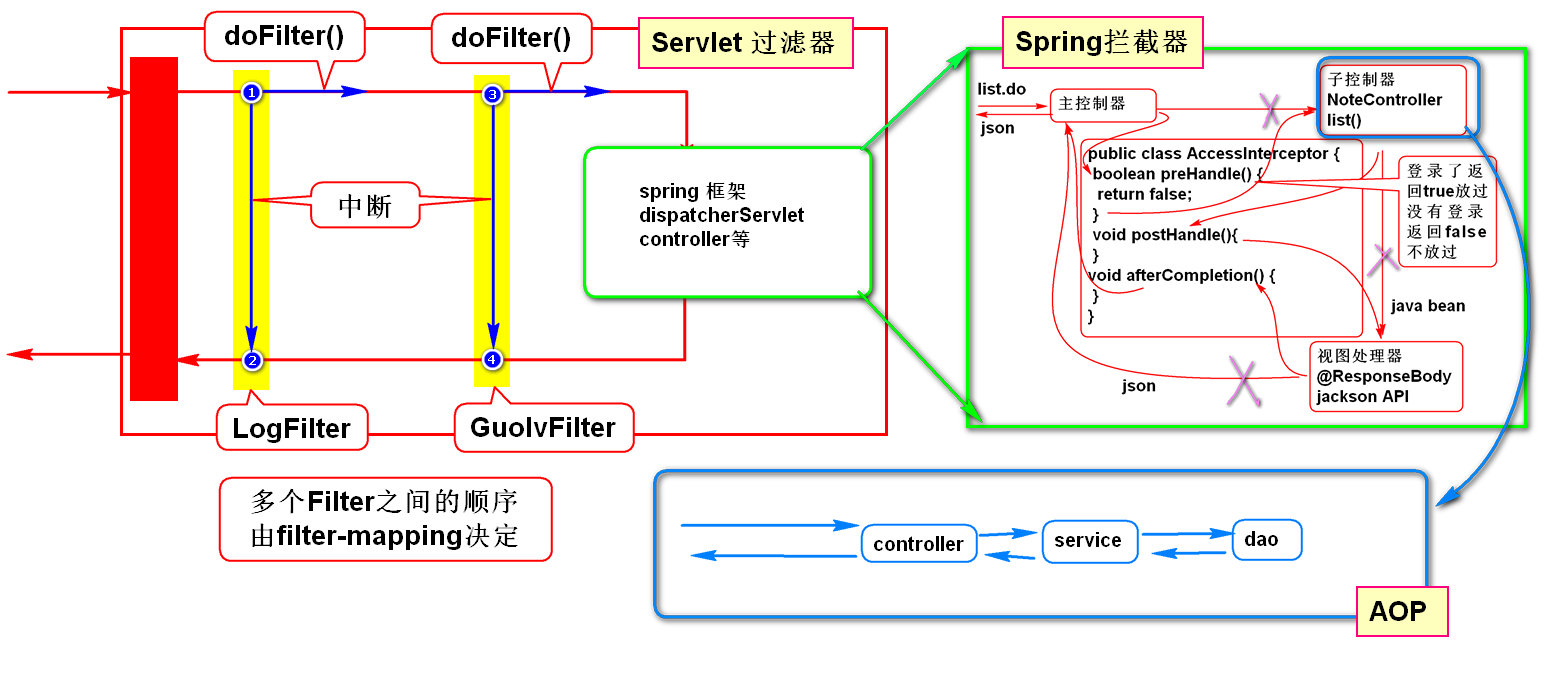 doFilter()
doFilter()
Servlet 过滤器
1
3
中断
spring 框架
dispatcherServlet
controller等
2
4
LogFilter
GuolvFilter
多个Filter之间的顺序
由filter-mapping决定
Spring拦截器
list.do
json
主控制器
子控制器
NoteController
list()
public class AccessInterceptor {
boolean preHandle() {
return false;
}
void postHandle(){
}
void afterCompletion() {
}
}
登录了返
回true放过
没有登录
返回false
不放过
java bean
视图处理器
@ResponseBody
jackson API
json
controller
service
dao
AOP